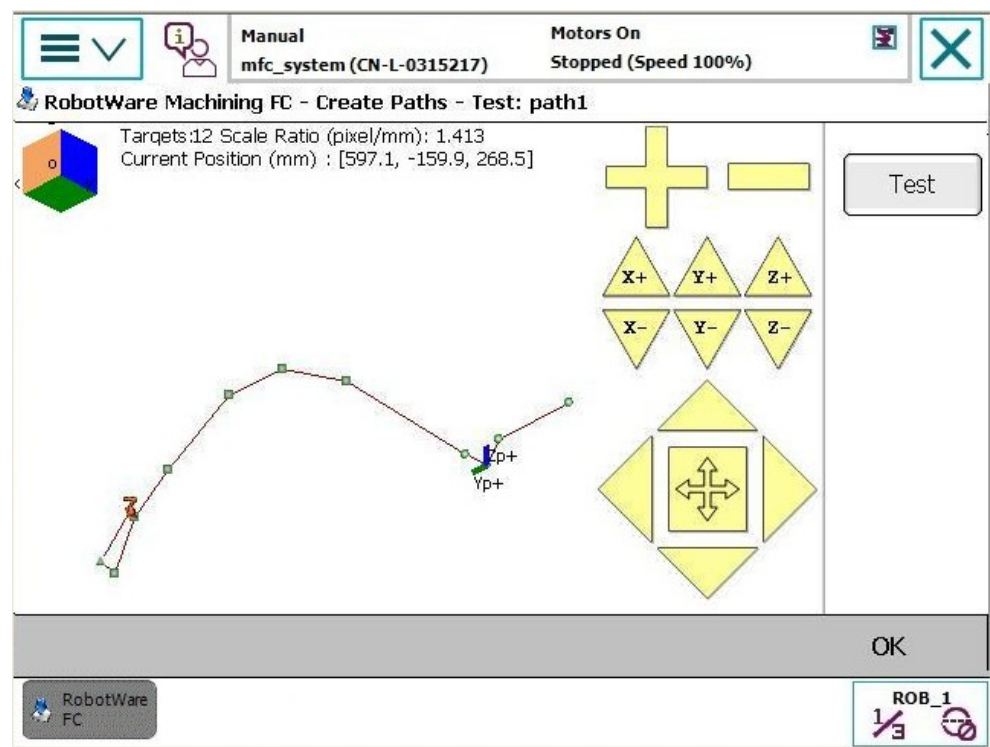 Manual
mfc_system (CN-L-0315217)
Motors On
Stopped (Speed 100%)
RobotWare Machining FC - Create Paths - Test: path1
Targets:12 Scale Ratio (pixel/mm): 1.413
Current Position (mm) : [597.1, -159.9, 268.5]
Test
X+ Y+ Z+
X- Y- Z-
Zp+
Yp+
OK
RobotWare
FC
ROB_1
1/3